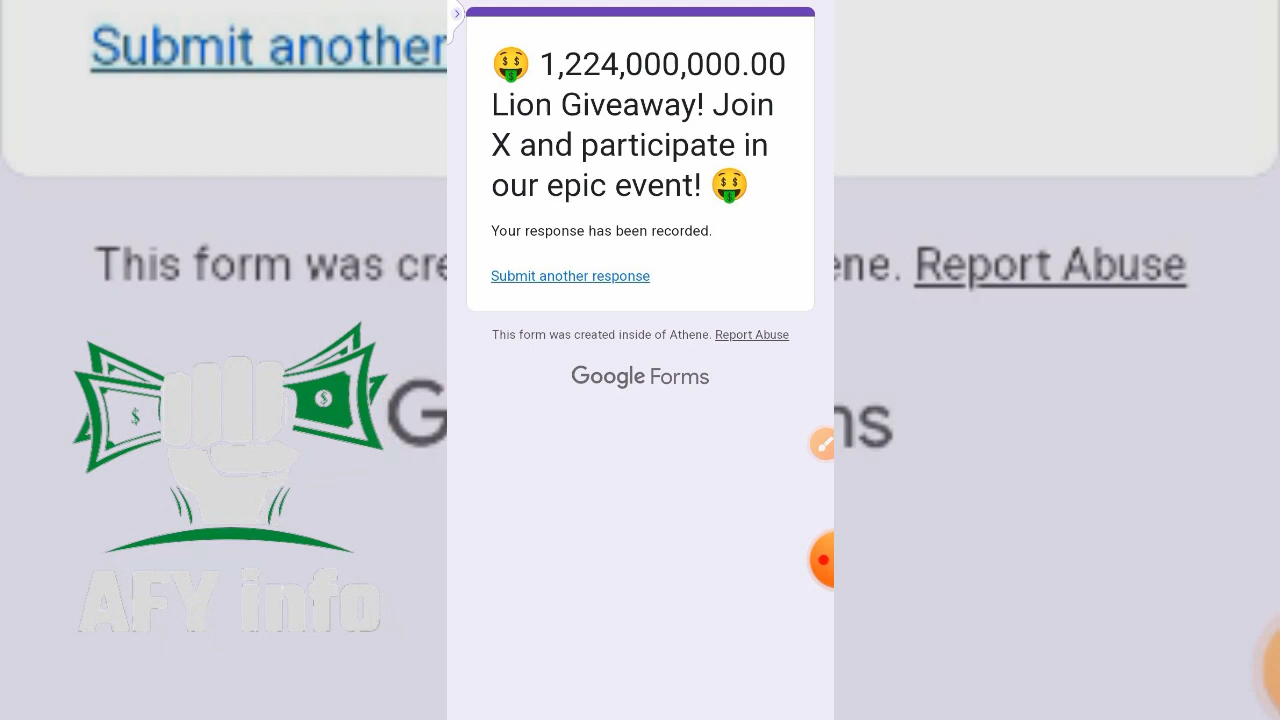 Submit another
🤑 1,224,000,000.00
Lion Giveaway! Join
X and participate in
our epic event! 🤑
Your response has been recorded.
Submit another response
This form was created inside of Athene. Report Abuse
Google Forms
This form was cre
ene. Report Abuse
G
ns
$
$
AFY info